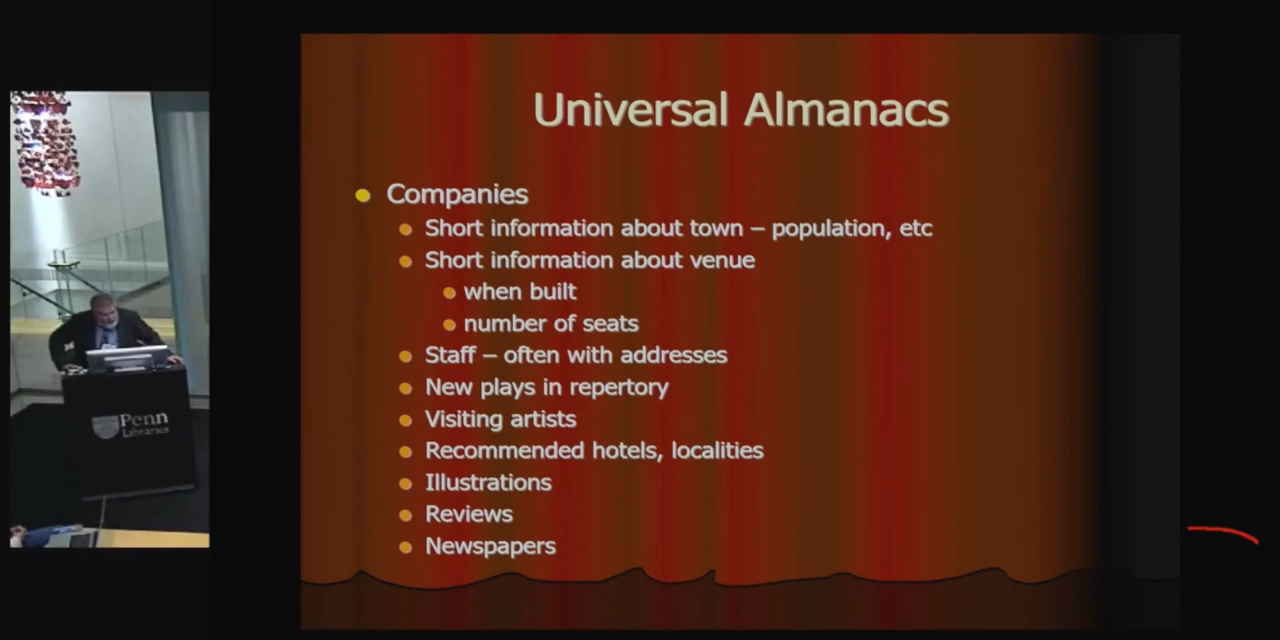 Universal Almanacs
Companies
Short information about town – population, etc
Short information about venue
when built
number of seats
Staff – often with addresses
New plays in repertory
Visiting artists
Recommended hotels, localities
Illustrations
Reviews
Newspapers
Penn
Libraries